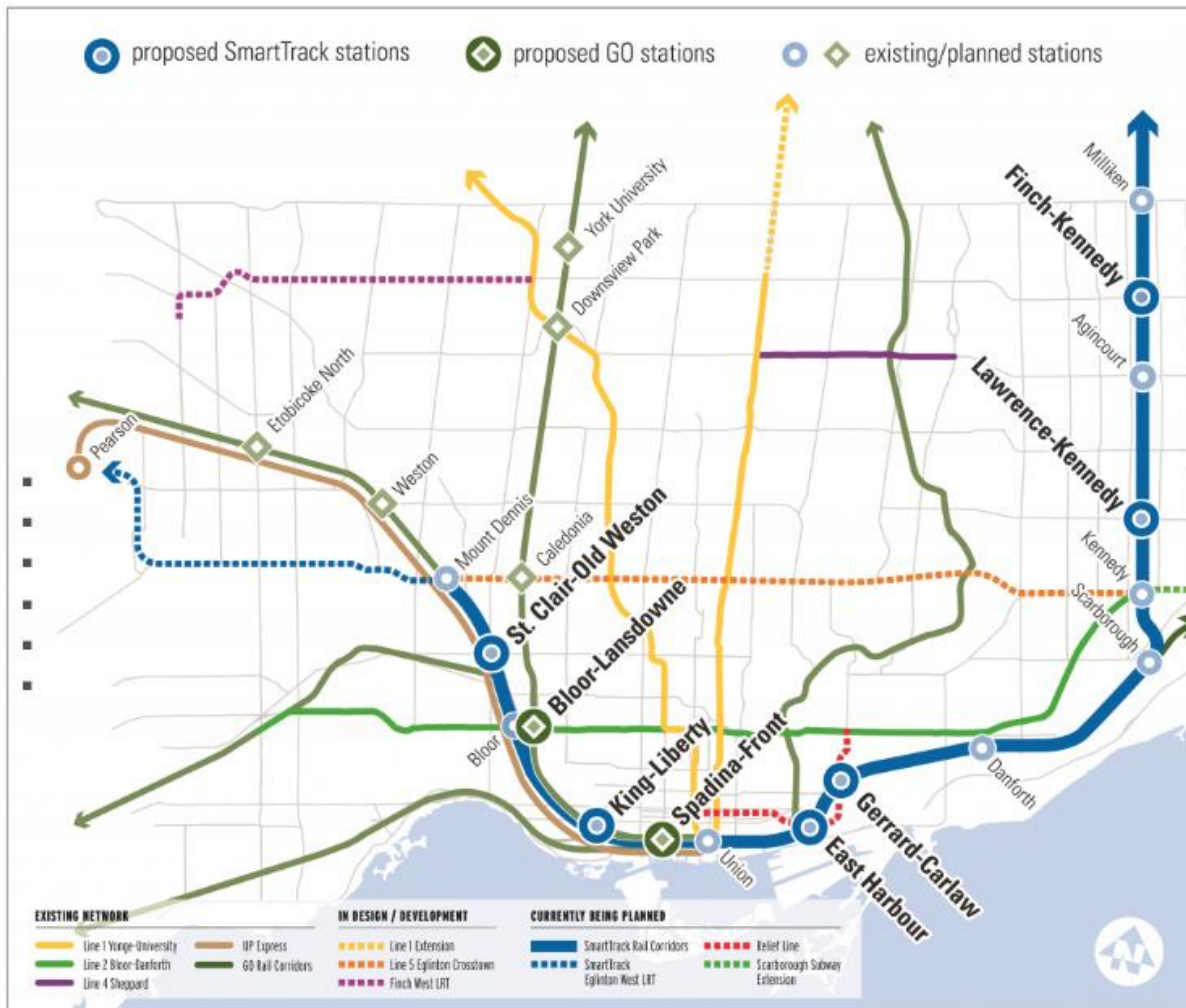 proposed SmartTrack stations
proposed GO stations
existing/planned stations
Milliken
Finch-Kennedy
York University
Downsview Park
Agincourt
Lawrence-Kennedy
Etobicoke North
Pearson
Weston
Mount Dennis
Caledonia
Kennedy
Scarborough
St. Clair-Old Weston
Bloor-Lansdowne
Bloor
King-Liberty
Spadina-Front
Union
East Harbour
Gerrard-Carlaw
Danforth
EXISTING NETWORK
Line 1 Yonge-University
Line 2 Bloor-Danforth
Line 4 Sheppard
UP Express
GO Rail Corridors
IN DESIGN / DEVELOPMENT
Line 1 Extension
Line 5 Eglinton Crosstown
Finch West LRT
CURRENTLY BEING PLANNED
SmartTrack Rail Corridors
SmartTrack
Eglinton West LRT
Relief Line
Scarborough Subway
Extension
N